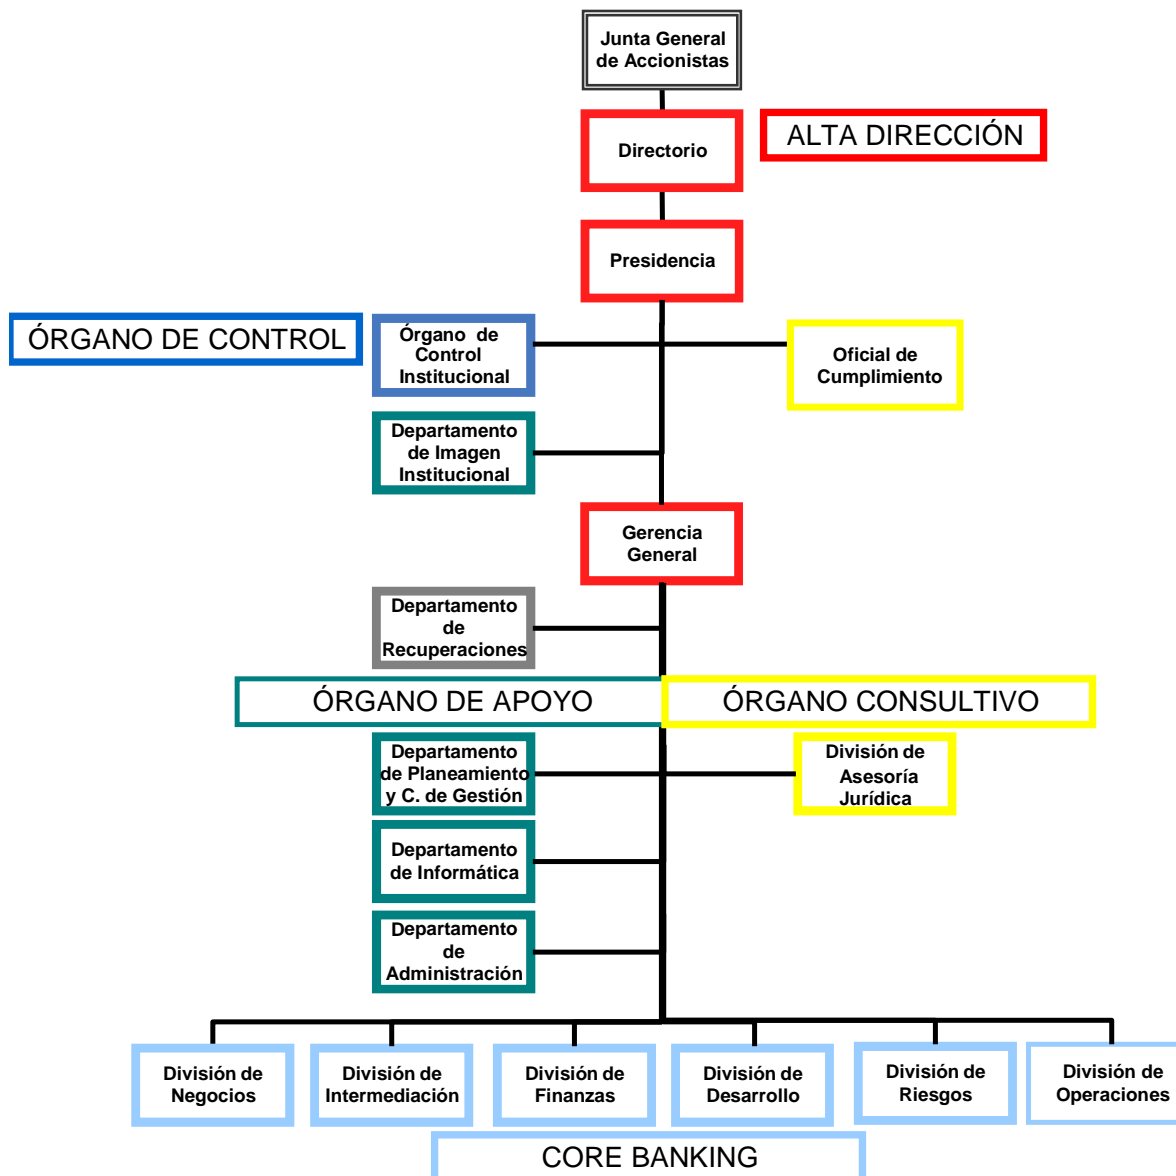 Junta General
de Accionistas
Directorio
ALTA DIRECCIÓN
Presidencia
ÓRGANO DE CONTROL
Órgano de
Control
Institucional
Oficial de
Cumplimiento
Departamento
de Imagen
Institucional
Gerencia
General
Departamento
de
Recuperaciones
ÓRGANO DE APOYO
ÓRGANO CONSULTIVO
Departamento
de Planeamiento
y C. de Gestión
División de
Asesoría
Jurídica
Departamento
de Informática
Departamento
de
Administración
División de
Negocios
División de
Intermediación
División de
Finanzas
División de
Desarrollo
División de
Riesgos
División de
Operaciones
CORE BANKING